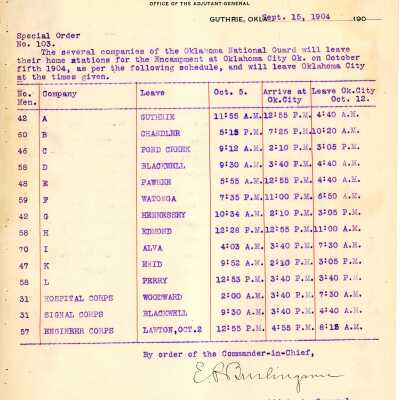 OFFICE OF THE ADJUTANT-GENERAL
GUTHRIE, OKL Sept. 15, 1904 190
Special Order
No. 103.
The several companies of the Oklahoma National Guard will leave
their home stations for the Encampment at Oklahoma City Ok. on October
fifth 1904, as per the following schedule, and will leave Oklahoma City
at the times given.
No. Men. Company Leave Oct. 5. Arrive at Ok.City Leave Ok.City Oct. 12.
42 A GUTHRIE 11:55 A.M. 12:55 P.M. 4:40 A.M.
60 B CHANDLER 5:15 P.M. 7:25 P.M. 10:20 A.M.
46 C POND CREEK 9:12 A.M. 2:10 P.M. 3:05 P.M.
58 D BLACKWELL 9:30 A.M. 3:40 P.M. 4:40 A.M.
48 E PAWNEE 5:55 A.M. 12:55 P.M. 4:40 A.M.
59 F WATONGA 7:35 P.M. 11:00 P.M. 6:50 A.M.
42 G HENNESSEY 10:34 A.M. 2:10 P.M. 3:05 P.M.
58 H EDMOND 12:28 P.M. 12:55 P.M. 11:00 A.M.
70 I ALVA 4:03 A.M. 3:40 P.M. 7:30 A.M.
47 K ENID 9:52 A.M. 2:10 P.M. 3:05 P.M.
58 L PERRY 12:53 P.M. 3:40 P.M. 3:40 P.M.
31 HOSPITAL CORPS WOODWARD 2:00 A.M. 3:40 P.M. 7:30 A.M.
31 SIGNAL CORPS BLACKWELL 9:30 A.M. 3:40 P.M. 4:40 A.M.
57 ENGINEER CORPS LAWTON, OCT. 2 12:35 P.M. 4:55 P.M. 8:15 A.M.
By order of the Commander-in-Chief,
E P Burlingame